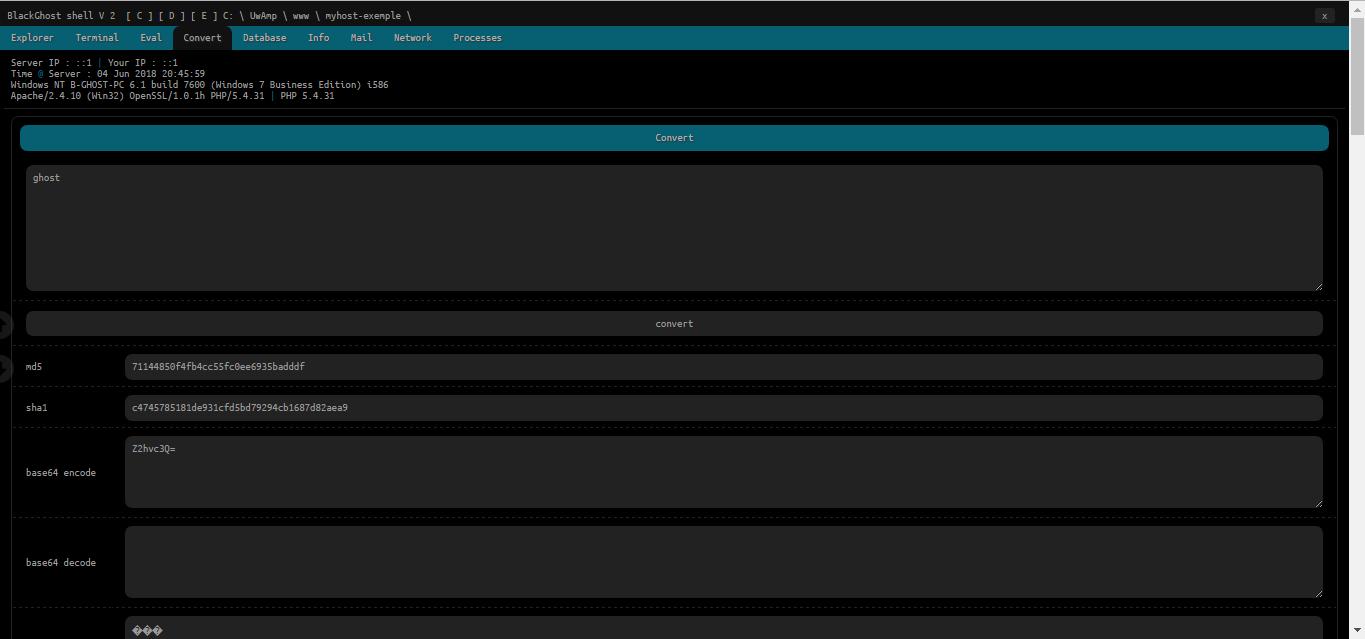 BlackGhost shell V 2 [ C ] [ D ] [ E ] C: \ UwAmp \ www \ myhost-exemple \
x
Explorer Terminal Eval Convert Database Info Mail Network Processes
Server IP : ::1 | Your IP : ::1
Time @ Server : 04 Jun 2018 20:45:59
Windows NT B-GHOST-PC 6.1 build 7600 (Windows 7 Business Edition) i586
Apache/2.4.10 (Win32) OpenSSL/1.0.1h PHP/5.4.31 | PHP 5.4.31
Convert
ghost
convert
md5 71144850f4fb4cc55fc0ee6935badddf
sha1 c4745785181de931cfd5bd79294cb1687d82aea9
base64 encode Z2hvc3Q=
base64 decode
���